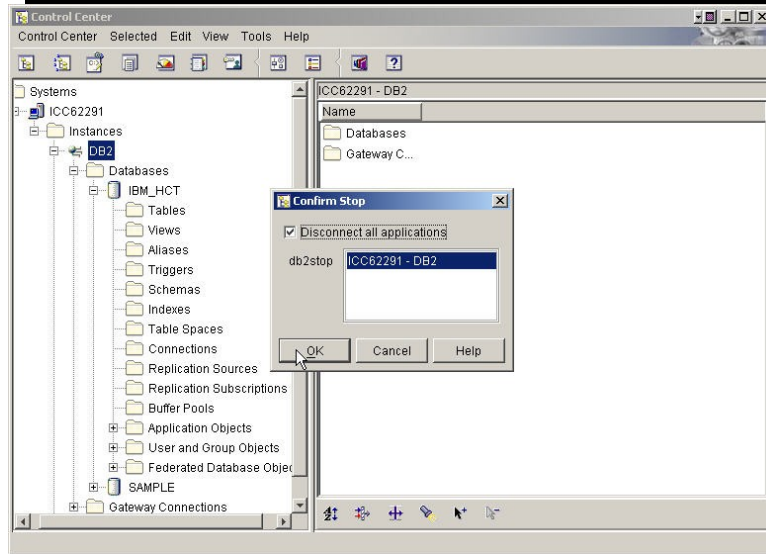 Control Center
Control Center Selected Edit View Tools Help
Systems
ICC62291
Instances
DB2
Databases
IBM_HCT
Tables
Views
Aliases
Triggers
Schemas
Indexes
Table Spaces
Connections
Replication Sources
Replication Subscriptions
Buffer Pools
Application Objects
User and Group Objects
Federated Database Objec
SAMPLE
Gateway Connections
ICC62291 - DB2
Name
Databases
Gateway C...
Confirm Stop
Disconnect all applications
db2stop ICC62291 - DB2
OK Cancel Help